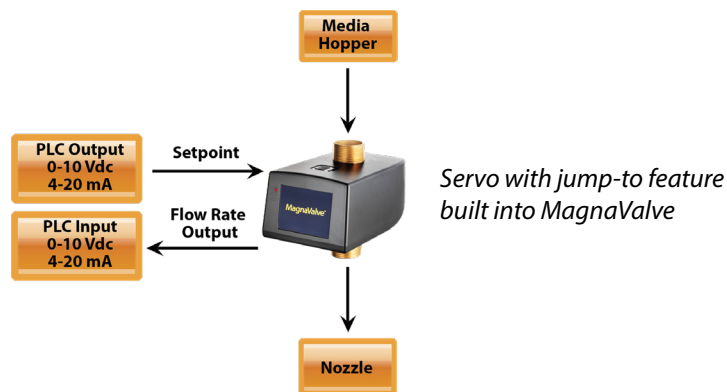 Media
Hopper
PLC Output
0-10 Vdc
4-20 mA
Setpoint
Servo with jump-to feature
built into MagnaValve
MagnaValve
Flow Rate
Output
PLC Input
0-10 Vdc
4-20 mA
Nozzle